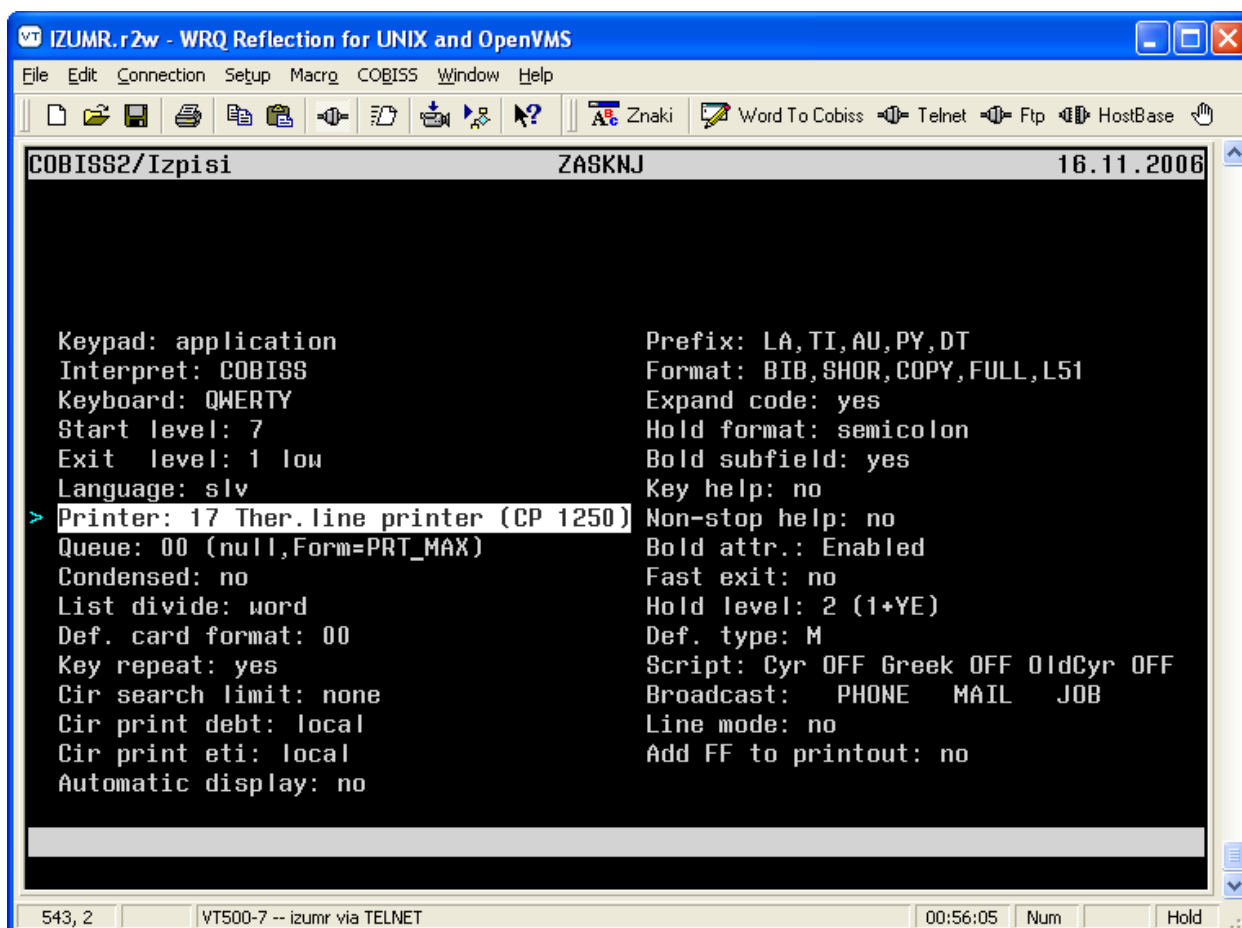 IZUMR.r2w - WRQ Reflection for UNIX and OpenVMS
File Edit Connection Setup Macro COBISS Window Help
Znaki Word To Cobiss Telnet Ftp HostBase
COBISS2/Izpisi ZASKNJ 16.11.2006
Keypad: application Prefix: LA,TI,AU,PY,DT
Interpret: COBISS Format: BIB,SHOR,COPY,FULL,L51
Keyboard: QWERTY Expand code: yes
Start level: 7 Hold format: semicolon
Exit level: 1 low Bold subfield: yes
Language: slv Key help: no
> Printer: 17 Ther.line printer (CP 1250) Non-stop help: no
Queue: 00 (null,Form=PRT_MAX) Bold attr.: Enabled
Condensed: no Fast exit: no
List divide: word Hold level: 2 (1+YE)
Def. card format: 00 Def. type: M
Key repeat: yes Script: Cyr OFF Greek OFF OldCyr OFF
Cir search limit: none Broadcast: PHONE MAIL JOB
Cir print debt: local Line mode: no
Cir print eti: local Add FF to printout: no
Automatic display: no
543, 2 VT500-7 -- izumr via TELNET 00:56:05 Num Hold